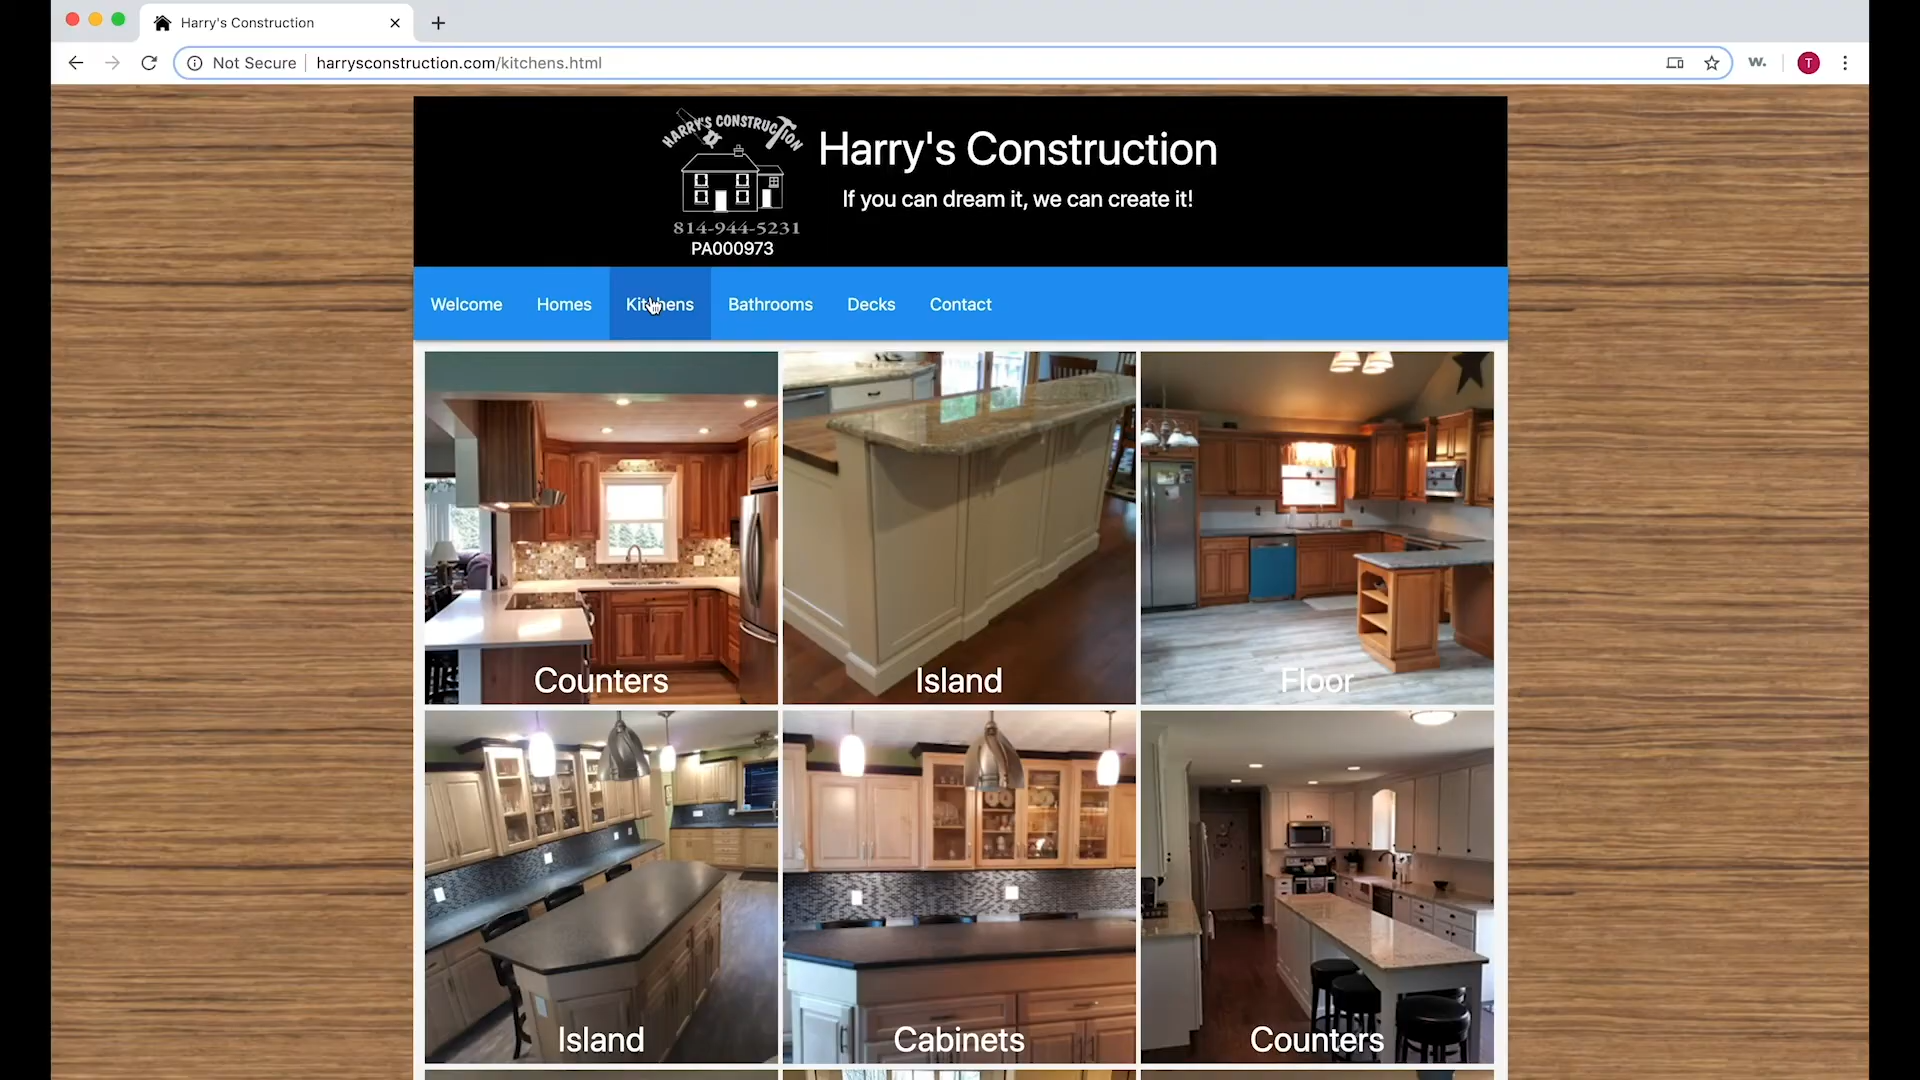 Harry's Construction
Not Secure
harrysconstruction.com/kitchens.html
w.
T
HARRY'S CONSTRUCTION
814-944-5231
PA000973
Harry's Construction
If you can dream it, we can create it!
Welcome
Homes
Kitchens
Bathrooms
Decks
Contact
Counters
Island
Floor
Island
Cabinets
Counters